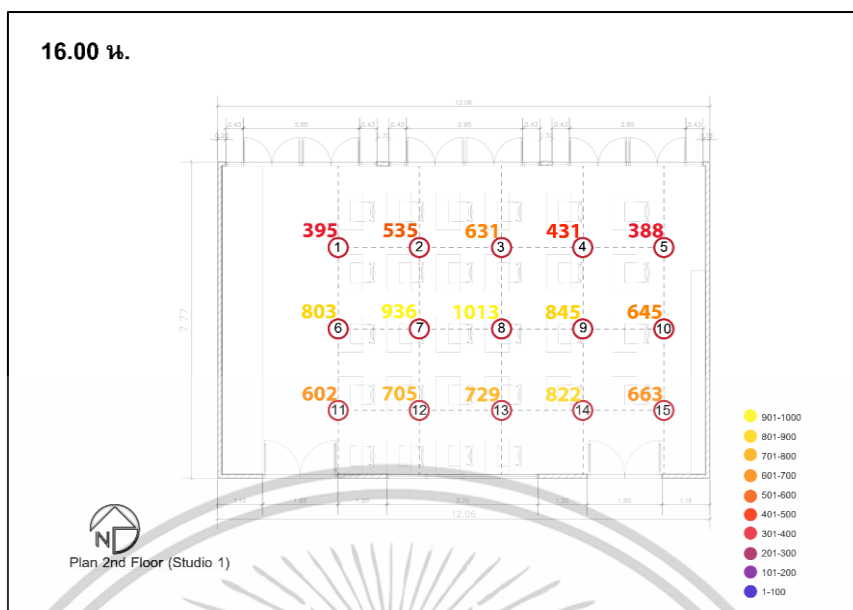 16.00 น.
12.06
0.43 2.85 0.43 0.43 2.85 0.43 0.43 2.85 0.43
395 535 631 431 388
1 2 3 4 5
7.77
803 936 1013 845 645
6 7 8 9 10
602 705 729 822 663
11 12 13 14 15
901-1000
801-900
701-800
601-700
501-600
401-500
301-400
201-300
101-200
1-100
1.10 1.85 1.20 2.70 1.20 1.85 1.16
12.06
N
Plan 2nd Floor (Studio 1)